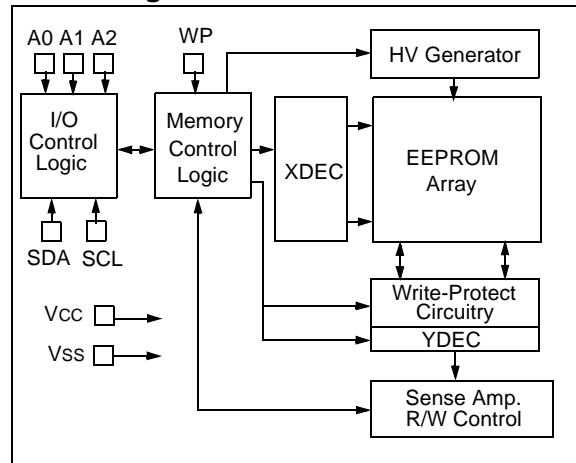 A0 A1 A2
WP
HV Generator
I/O
Control
Logic
Memory
Control
Logic
XDEC
EEPROM
Array
SDA SCL
Write-Protect
Circuitry
YDEC
VCC
VSS
Sense Amp.
R/W Control